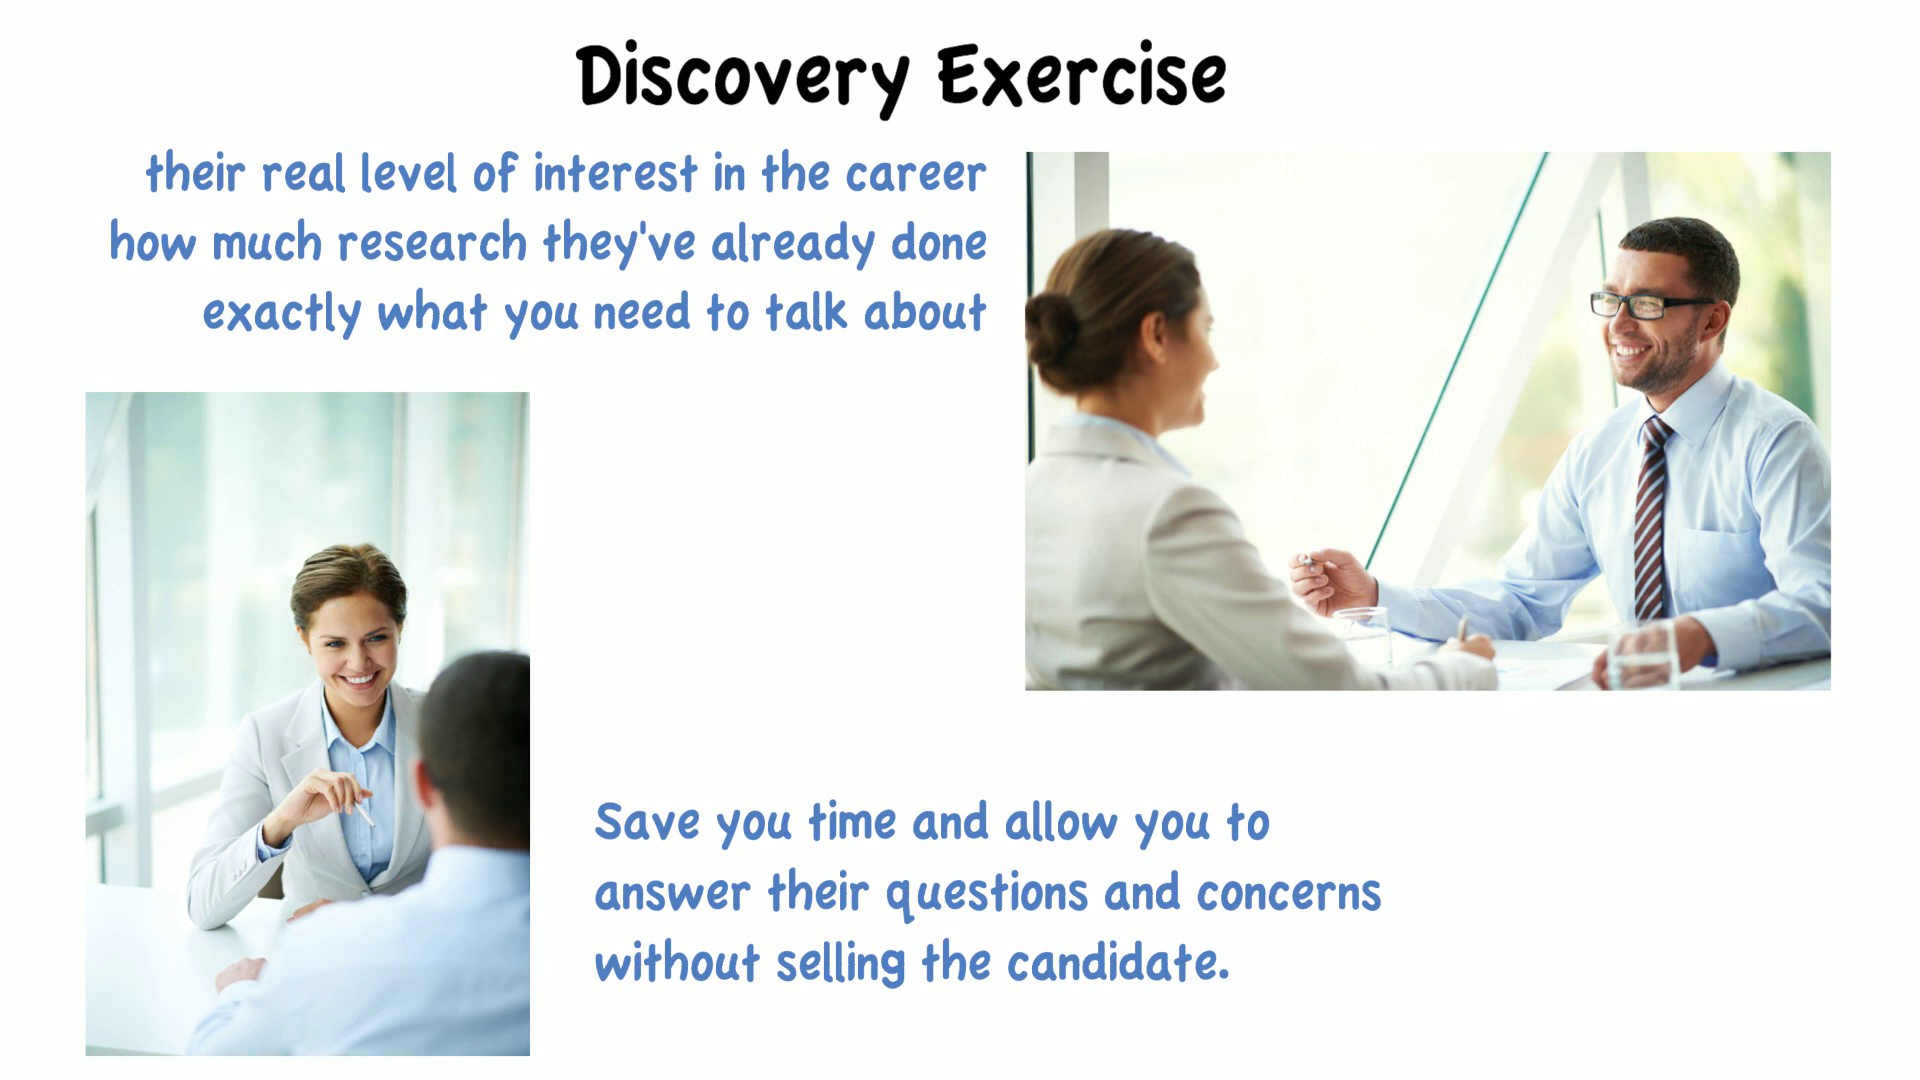 Discovery Exercise
their real level of interest in the career
how much research they've already done
exactly what you need to talk about
Save you time and allow you to
answer their questions and concerns
without selling the candidate.